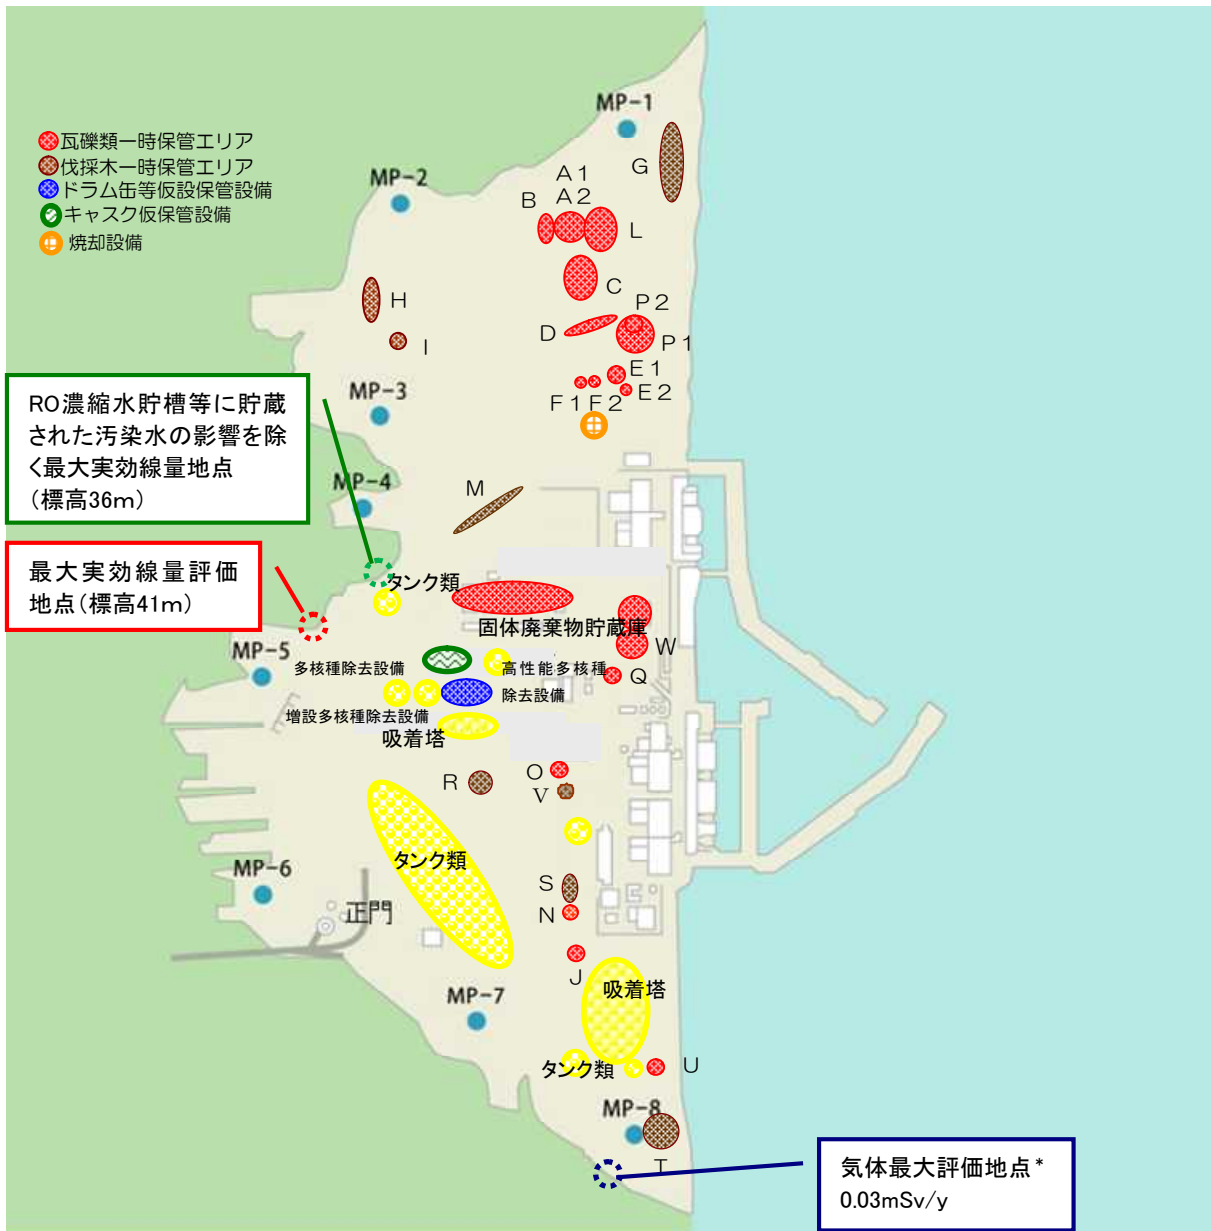 MP-1
瓦礫類一時保管エリア
伐採木一時保管エリア
ドラム缶等仮設保管設備
キャスク仮保管設備
焼却設備
G
A1
A2
MP-2
B
L
C
H
P2
D
P1
I
E1
E2
MP-3
F1
F2
RO濃縮水貯槽等に貯蔵
された汚染水の影響を除
く最大実効線量地点
(標高36m)
MP-4
M
最大実効線量評価
地点(標高41m)
タンク類
固体廃棄物貯蔵庫
W
MP-5
多核種除去設備
高性能多核種
除去設備
Q
増設多核種除去設備
吸着塔
O
R
V
タンク類
MP-6
S
正門
N
J
吸着塔
MP-7
タンク類
U
MP-8
T
気体最大評価地点*
0.03mSv/y